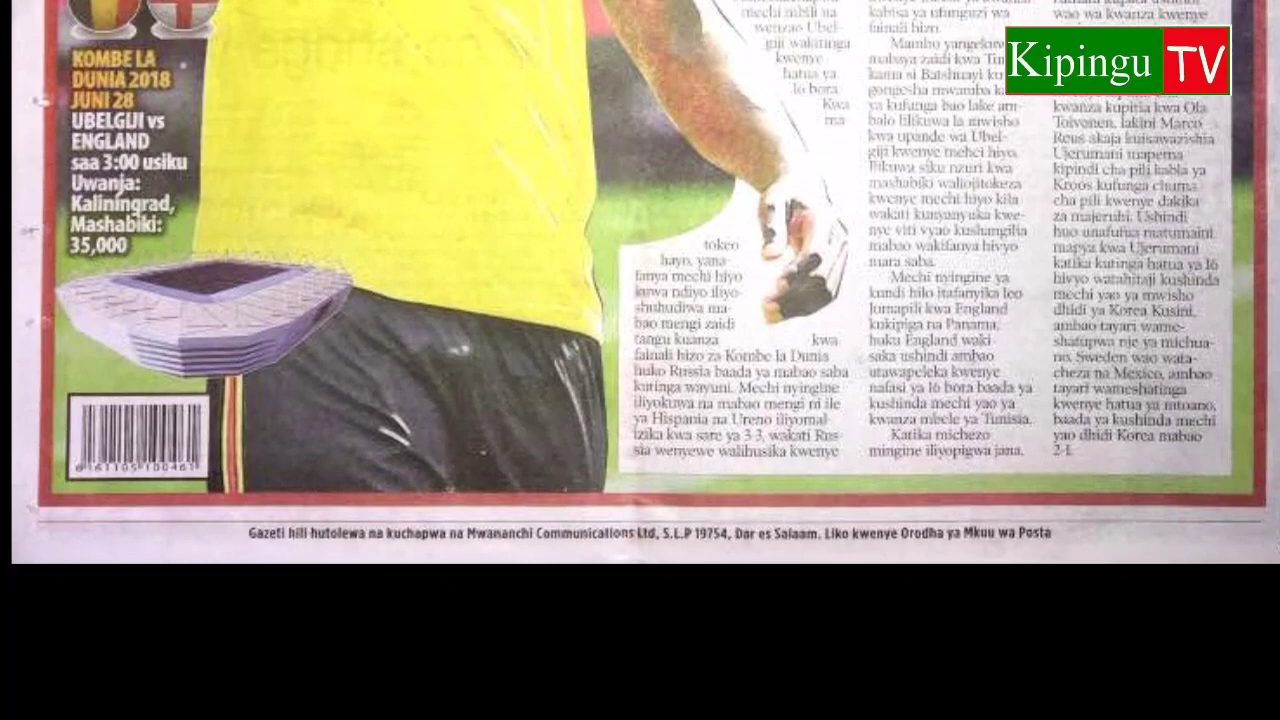 KOMBE LA
DUNIA 2018
JUNI 28
UBELGIJI vs
ENGLAND
saa 3:00 usiku
Uwanja:
Kaliningrad,
Mashabiki:
35,000
6161105100461
mechi mbili na
wenzao Ubel-
giji wakitinga
kwenye
hatua ya
16 bora.
Kwa
ma
tokeo
hayo, yana-
fanya mechi hiyo
kuwa ndiyo iliyo-
shuhudiwa ma-
bao mengi zaidi
tangu kuanza kwa
fainali hizo za Kombe la Dunia
huko Russia baada ya mabao saba
kutinga wavuni. Mechi nyingine
iliyokuwa na mabao mengi ni ile
ya Hispania na Ureno iliyomal-
izika kwa sare ya 3-3, wakati Rus-
sia wenyewe walihusika kwenye
kabisa ya ufunguzi wa
fainali hizo.
Mambo yangekuw
mabaya zaidi kwa Tun
kama si Batshuayi ku
gongesha mwamba ka
ya kufunga bao lake am-
balo lilikuwa la mwisho
kwa upande wa Ubel-
giji kwenye mehci hiyo.
Ilikuwa siku nzuri kwa
mashabiki waliojitokeza
kwenye mechi hiyo kila
wakati kunyanyuka kwe-
nye viti vyao kushangilia
mabao wakifanya hivyo
mara saba.
Mechi nyingine ya
kundi hilo itafanyika leo
Jumapili kwa England
kukipiga na Panama,
huku England waki
saka ushindi ambao
utawapeleka kwenye
nafasi ya 16 bora baada ya
kushinda mechi yao ya
kwanza mbele ya Tunisia.
Katika michezo
mingine iliyopigwa jana,
wao wa kwanza kwenye
kwanza kupitia kwa Ola
Toivonen, lakini Marco
Reus akaja kuisawazishia
Ujerumani mapema
kipindi cha pili kabla ya
Kroos kufunga chuma
cha pili kwenye dakika
za majeruhi. Ushindi
huo unafufua matumaini
mapya kwa Ujerumani
katika kutinga hatua ya 16
hivyo watahitaji kushinda
mechi yao ya mwisho
dhidi ya Korea Kusini,
ambao tayari wame-
shatupwa nje ya michua-
no. Sweden wao wata-
cheza na Mexico, ambao
tayari wameshatinga
kwenye hatua ya mtoano,
baada ya kushinda mechi
yao dhidi Korea mabao
2-1.
Kipingu TV
Gazeti hili hutolewa na kuchapwa na Mwananchi Communications Ltd, S.L.P 19754, Dar es Salaam. Liko kwenye Orodha ya Mkuu wa Posta